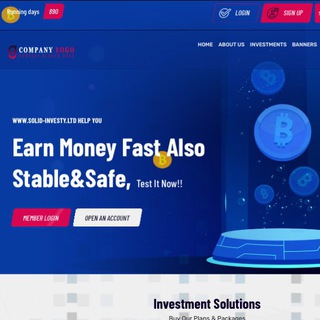 Running days 890
LOGIN
SIGN UP
COMPANY LOGO
HOME ABOUT US INVESTMENTS BANNERS
WWW.SOLID-INVESTY.LTD HELP YOU
Earn Money Fast Also
Stable&Safe, Test It Now!!
MEMBER LOGIN OPEN AN ACCOUNT
Investment Solutions
Buy Our Plans & Packages